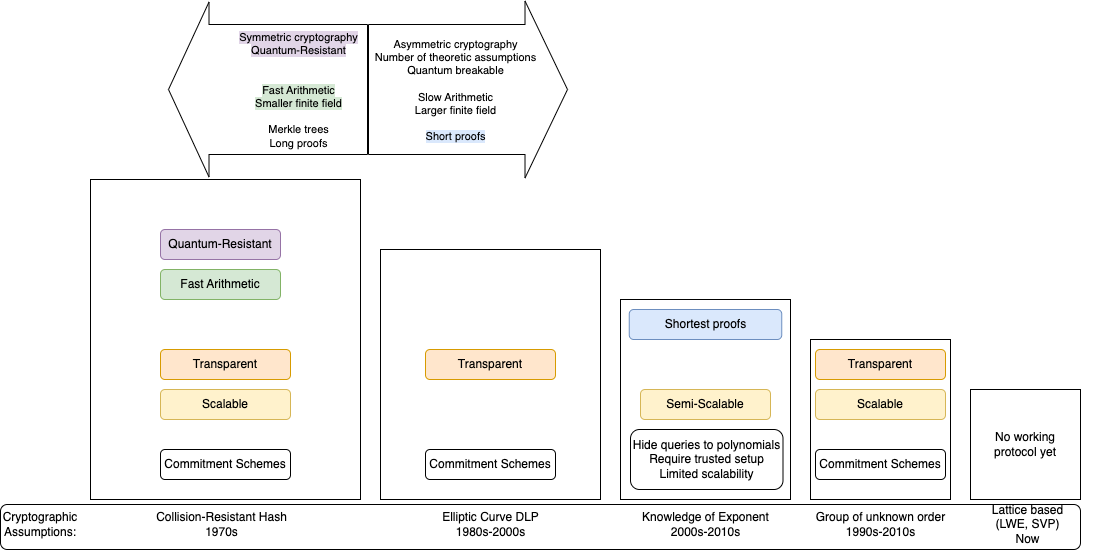 Symmetric cryptography
Quantum-Resistant
Fast Arithmetic
Smaller finite field
Merkle trees
Long proofs
Asymmetric cryptography
Number of theoretic assumptions
Quantum breakable
Slow Arithmetic
Larger finite field
Short proofs
Quantum-Resistant
Fast Arithmetic
Transparent
Scalable
Commitment Schemes
Transparent
Commitment Schemes
Shortest proofs
Semi-Scalable
Hide queries to polynomials
Require trusted setup
Limited scalability
Transparent
Scalable
Commitment Schemes
No working
protocol yet
Cryptographic
Assumptions:
Collision-Resistant Hash
1970s
Elliptic Curve DLP
1980s-2000s
Knowledge of Exponent
2000s-2010s
Group of unknown order
1990s-2010s
Lattice based
(LWE, SVP)
Now